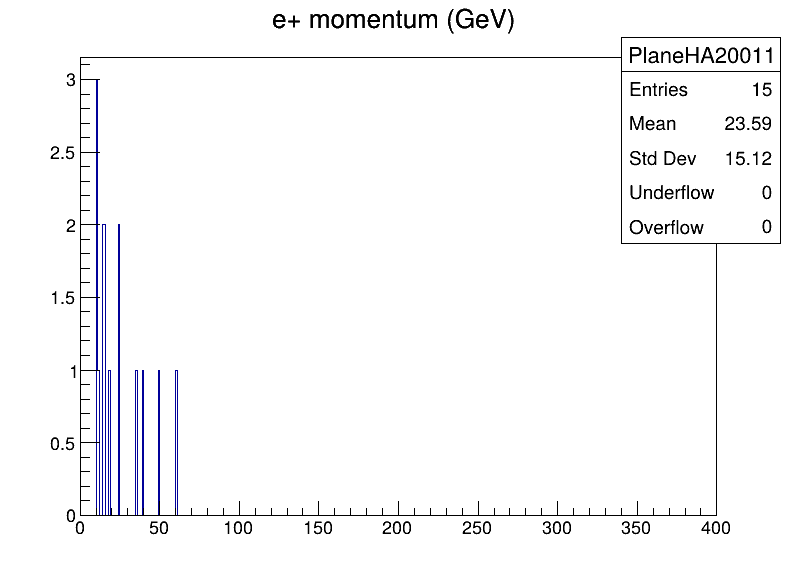 e+ momentum (GeV)
PlaneHA20011
Entries 15
Mean 23.59
Std Dev 15.12
Underflow 0
Overflow 0
3
2.5
2
1.5
1
0.5
0
0 50 100 150 200 250 300 350 400